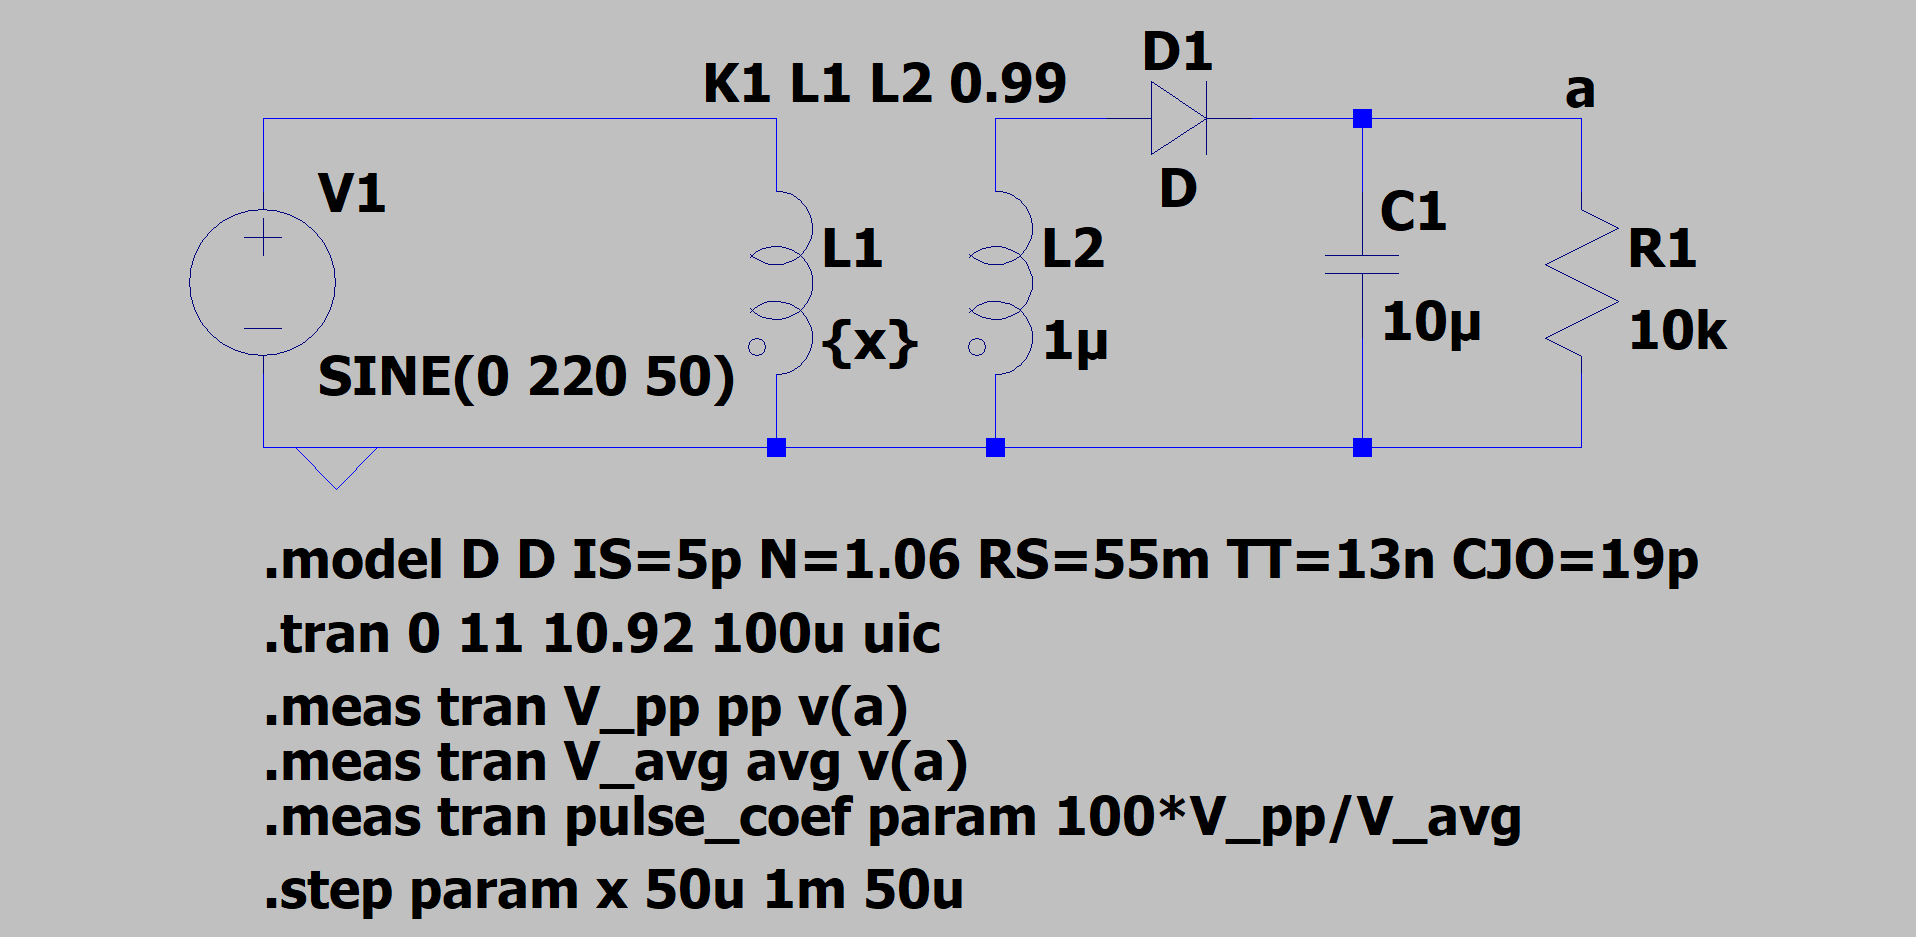 K1 L1 L2 0.99
D1
a
V1
D
C1
L1
L2
R1
{x}
1µ
10µ
10k
SINE(0 220 50)
.model D D IS=5p N=1.06 RS=55m TT=13n CJO=19p
.tran 0 11 10.92 100u uic
.meas tran V_pp pp v(a)
.meas tran V_avg avg v(a)
.meas tran pulse_coef param 100*V_pp/V_avg
.step param x 50u 1m 50u